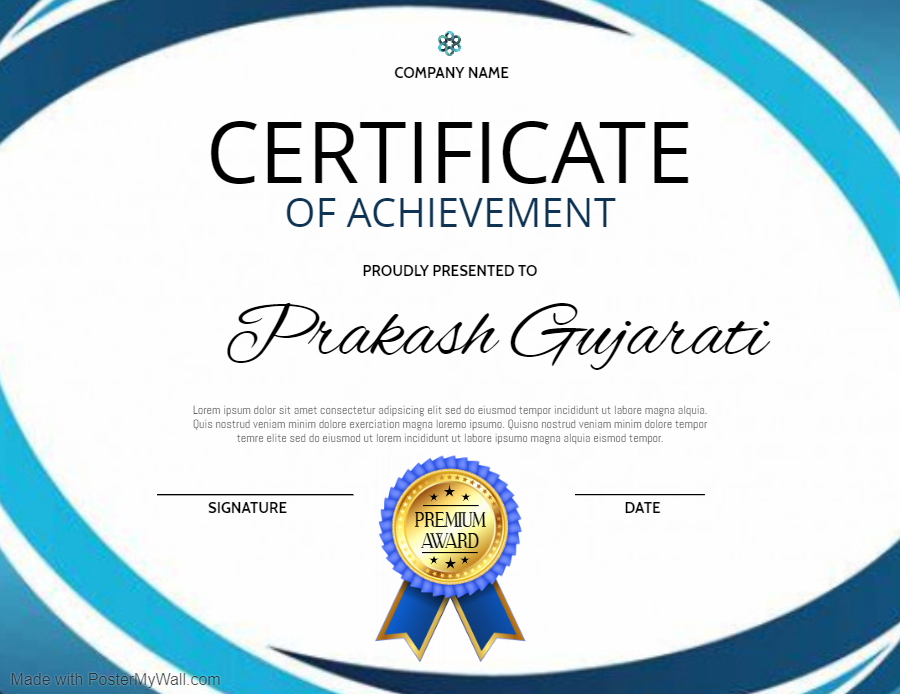 COMPANY NAME
CERTIFICATE
OF ACHIEVEMENT
PROUDLY PRESENTED TO
Prakash Gujarati
Lorem ipsum dolor sit amet consectetur adipisicing elit sed do eiusmod tempor incididunt ut labore magna aliquia.
Quis nostrud veniam minim dolore exerciation magna loremo ipsumo. Quisno nostrud veniam minim dolore tempor
temre elite sed do eiusmod ut lorem incididunt ut labore ipsumo magna alquia eismod tempor.
SIGNATURE
PREMIUM
AWARD
DATE
Made with PosterMyWall.com